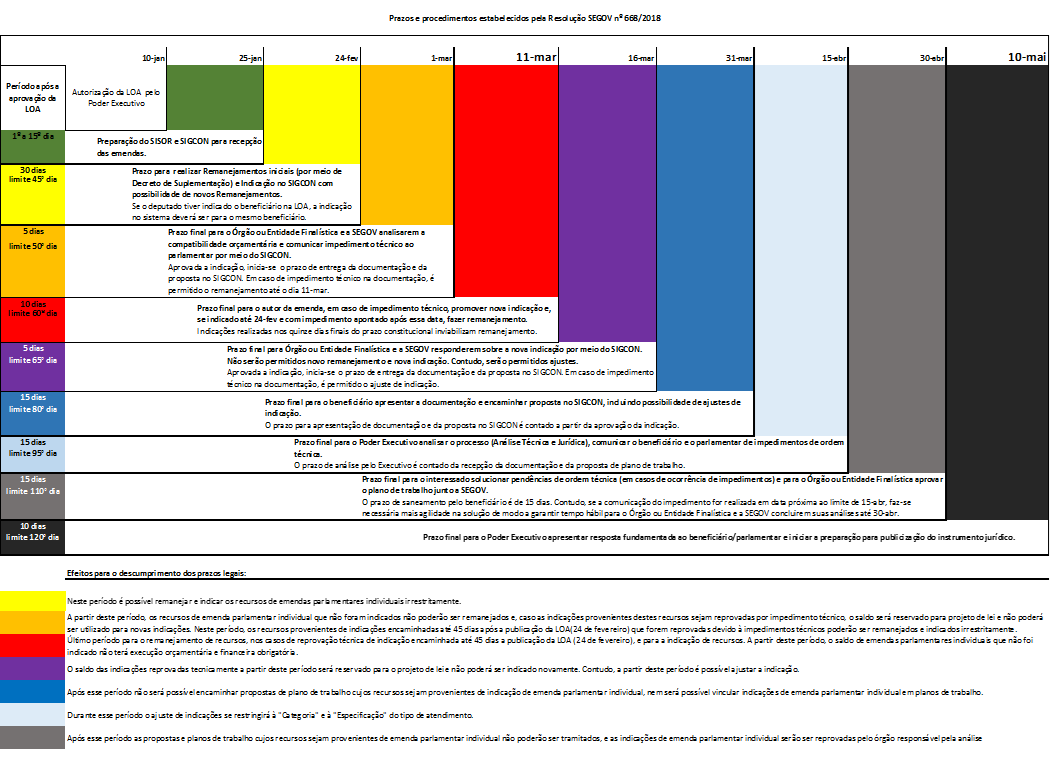 Prazos e procedimentos estabelecidos pela Resolução SEGOV nº 668/2018
10-jan
25-jan
24-fev
1-mar
11-mar
16-mar
31-mar
15-abr
30-abr
10-mai
Período após a
aprovação da
LOA
Autorização da LOA pelo
Poder Executivo
1º e 15º dia
Preparação do SISOR e SIGCON para recepção
das emendas.
30 dias
limite 45º dia
Prazo para realizar Remanejamentos iniciais (por meio de
Decreto de Suplementação) e Indicação no SIGCON com
possibilidade de novos Remanejamentos.
Se o deputado tiver indicado o beneficiário na LOA, a indicação
no sistema deverá ser para o mesmo beneficiário.
5 dias
limite 50º dia
Prazo final para o Órgão ou Entidade Finalística e a SEGOV analisarem a
compatibilidade orçamentária e comunicar impedimento técnico ao
parlamentar por meio do SIGCON.
Aprovada a indicação, inicia-se o prazo de entrega da documentação e da
proposta no SIGCON. Em caso de impedimento técnico na documentação, é
permitido o remanejamento até o dia 11-mar.
10 dias
limite 60º dia
Prazo final para o autor da emenda, em caso de impedimento técnico, promover nova indicação e,
se indicado até 24-fev e com impedimento apontado após essa data, fazer remanejamento.
Indicações realizadas nos quinze dias finais do prazo constitucional inviabilizam remanejamento.
5 dias
limite 65º dia
Prazo final para Órgão ou Entidade Finalística e a SEGOV responderem sobre a nova indicação por meio do SIGCON.
Não serão permitidos novo remanejamento e nova indicação. Contudo, serão permitidos ajustes.
Aprovada a indicação, inicia-se o prazo de entrega da documentação e da proposta no SIGCON. Em caso de impedimento
técnico na documentação, é permitido o ajuste de indicação.
15 dias
limite 80º dia
Prazo final para o beneficiário apresentar a documentação e encaminhar proposta no SIGCON, incluindo possibilidade de ajustes de
indicação.
O prazo para apresentação de documentação e da proposta no SIGCON é contado a partir da aprovação da indicação.
15 dias
limite 95º dia
Prazo final para o Poder Executivo analisar o processo (Análise Técnica e Jurídica), comunicar o beneficiário e o parlamentar de impedimentos de ordem
técnica.
O prazo de análise pelo Executivo é contado da recepção da documentação e da proposta de plano de trabalho.
15 dias
limite 110º dia
Prazo final para o interessado solucionar pendências de ordem técnica (em casos de ocorrência de impedimentos) e para o Órgão ou Entidade Finalística aprovar
o plano de trabalho junto a SEGOV.
O prazo de saneamento pelo beneficiário é de 15 dias. Contudo, se a comunicação do impedimento for realizada em data próxima ao limite de 15-abr, faz-se
necessária mais agilidade na solução de modo a garantir tempo hábil para o Órgão ou Entidade Finalística e a SEGOV concluírem suas análises até 30-abr.
10 dias
limite 120º dia
Prazo final para o Poder Executivo apresentar resposta fundamentada ao beneficiário/parlamentar e iniciar a preparação para publicização do instrumento jurídico.
Efeitos para o descumprimento dos prazos legais:
Neste período é possível remanejar e indicar os recursos de emendas parlamentares individuais irrestritamente.
A partir deste período, os recursos de emenda parlamentar individual que não foram indicados não poderão ser remanejados e, caso as indicações provenientes destes recursos sejam reprovadas por impedimento técnico, o saldo será reservado para projeto de lei e não poderá
ser utilizado para novas indicações. Neste período, os recursos provenientes de indicações encaminhadas até 45 dias após a publicação da LOA(24 de fevereiro) que forem reprovadas devido à impedimentos técnicos poderão ser remanejados e indicados irrestritamente.
Último período para o remanejamento de recursos, nos casos de reprovação técnica de indicação encaminhada até 45 dias a publicação da LOA (24 de fevereiro), e para a indicação de recursos. A partir deste período, o saldo de emendas parlamentares individuais que não foi
indicado não terá execução orçamentária e financeira obrigatória.
O saldo das indicações reprovadas tecnicamente a partir deste período será reservado para o projeto de lei e não poderá ser indicado novamente. Contudo, a partir deste período é possível a ajustar a indicação.
Após esse período não será possível encaminhar propostas de plano de trabalho cujos recursos sejam provenientes de indicação de emenda parlamentar individual, nem será possível vincular indicações de emenda parlamentar individual em planos de trabalho.
Durante esse período o ajuste de indicações se restringirá à "Categoria" e à "Especificação" do tipo de atendimento.
Após esse período as propostas e planos de trabalho cujos recursos sejam provenientes de emenda parlamentar individual não poderão ser tramitados, e as indicações de emenda parlamentar individual serão ser reprovadas pelo órgão responsável pela análise